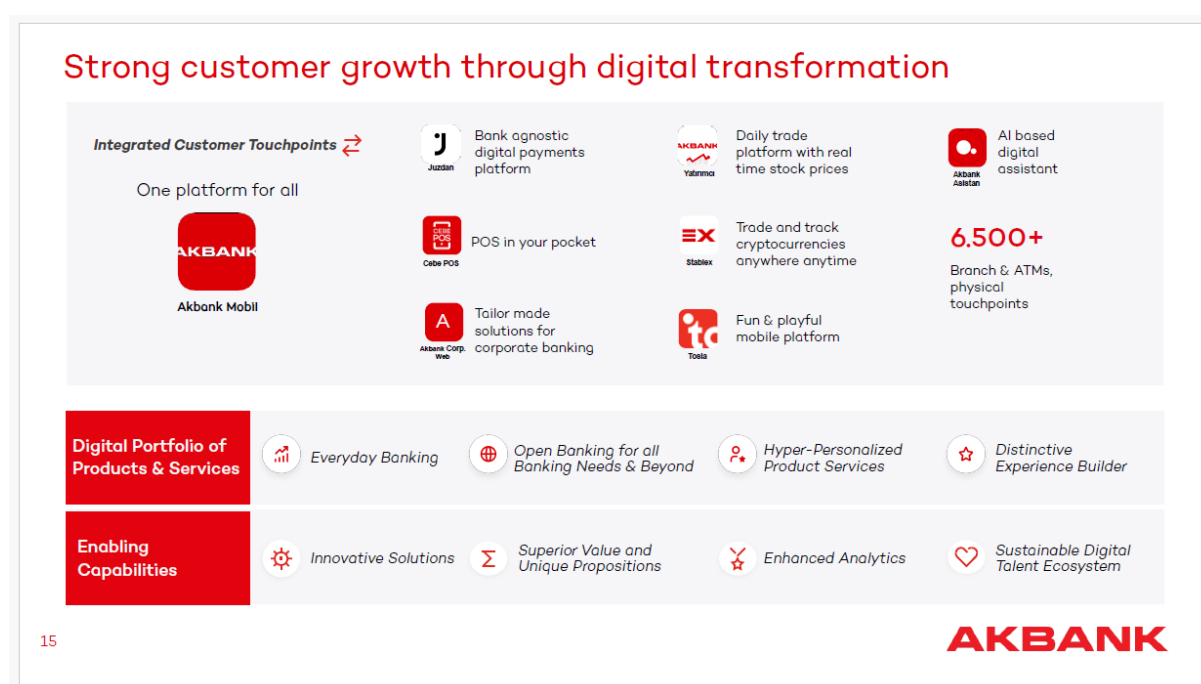 Strong customer growth through digital transformation
Integrated Customer Touchpoints
One platform for all
AKBANK
Akbank Mobil
J
Juzdan
Bank agnostic
digital payments
platform
CEBE
POS
Cebe POS
POS in your pocket
A
Akbank Corp.
Web
Tailor made
solutions for
corporate banking
AKBANK
Yatırımcı
Daily trade
platform with real
time stock prices
EX
Stablex
Trade and track
cryptocurrencies
anywhere anytime
to
Tosla
Fun & playful
mobile platform
Akbank
Asistan
AI based
digital
assistant
6.500+
Branch & ATMs,
physical
touchpoints
Digital Portfolio of
Products & Services
Everyday Banking
Open Banking for all
Banking Needs & Beyond
Hyper-Personalized
Product Services
Distinctive
Experience Builder
Enabling
Capabilities
Innovative Solutions
Superior Value and
Unique Propositions
Enhanced Analytics
Sustainable Digital
Talent Ecosystem
15
AKBANK